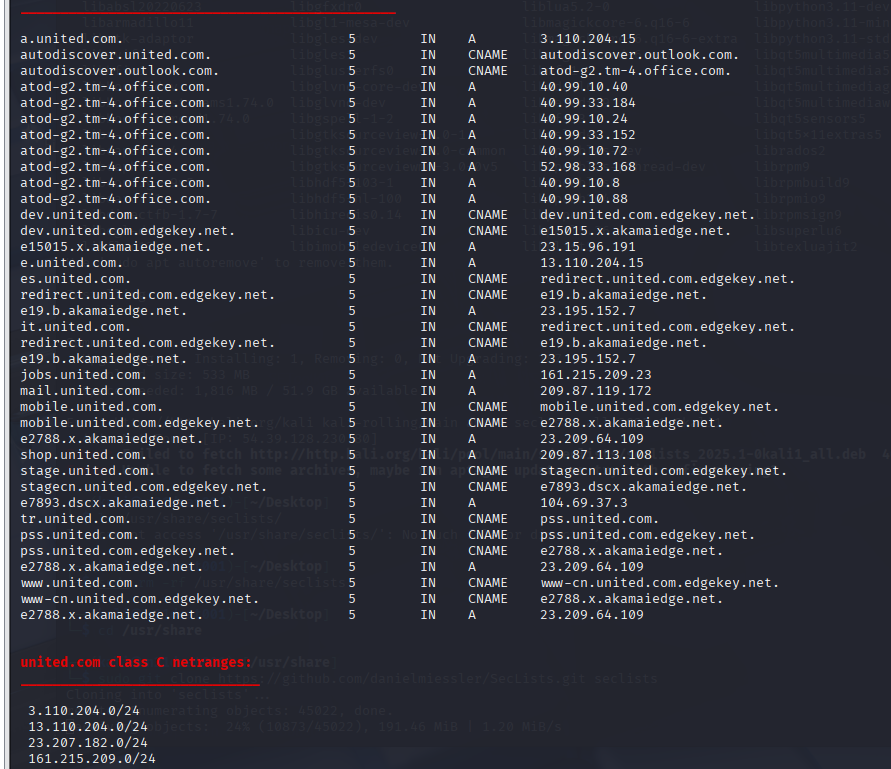 a.united.com. 5 IN A 3.110.204.15
autodiscover.united.com. 5 IN CNAME autodiscover.outlook.com.
autodiscover.outlook.com. 5 IN CNAME atod-g2.tm-4.office.com.
atod-g2.tm-4.office.com. 5 IN A 40.99.10.40
atod-g2.tm-4.office.com. 5 IN A 40.99.33.184
atod-g2.tm-4.office.com. 5 IN A 40.99.10.24
atod-g2.tm-4.office.com. 5 IN A 40.99.33.152
atod-g2.tm-4.office.com. 5 IN A 40.99.10.72
atod-g2.tm-4.office.com. 5 IN A 52.98.33.168
atod-g2.tm-4.office.com. 5 IN A 40.99.10.8
atod-g2.tm-4.office.com. 5 IN A 40.99.10.88
dev.united.com. 5 IN CNAME dev.united.com.edgekey.net.
dev.united.com.edgekey.net. 5 IN CNAME e15015.x.akamaiedge.net.
e15015.x.akamaiedge.net. 5 IN A 23.15.96.191
e.united.com. 5 IN A 13.110.204.15
es.united.com. 5 IN CNAME redirect.united.com.edgekey.net.
redirect.united.com.edgekey.net. 5 IN CNAME e19.b.akamaiedge.net.
e19.b.akamaiedge.net. 5 IN A 23.195.152.7
it.united.com. 5 IN CNAME redirect.united.com.edgekey.net.
redirect.united.com.edgekey.net. 5 IN CNAME e19.b.akamaiedge.net.
e19.b.akamaiedge.net. 5 IN A 23.195.152.7
jobs.united.com. 5 IN A 161.215.209.23
mail.united.com. 5 IN A 209.87.119.172
mobile.united.com. 5 IN CNAME mobile.united.com.edgekey.net.
mobile.united.com.edgekey.net. 5 IN CNAME e2788.x.akamaiedge.net.
e2788.x.akamaiedge.net. 5 IN A 23.209.64.109
shop.united.com. 5 IN A 209.87.113.108
stage.united.com. 5 IN CNAME stagecn.united.com.edgekey.net.
stagecn.united.com.edgekey.net. 5 IN CNAME e7893.dscx.akamaiedge.net.
e7893.dscx.akamaiedge.net. 5 IN A 104.69.37.3
tr.united.com. 5 IN CNAME pss.united.com.
pss.united.com. 5 IN CNAME pss.united.com.edgekey.net.
pss.united.com.edgekey.net. 5 IN CNAME e2788.x.akamaiedge.net.
e2788.x.akamaiedge.net. 5 IN A 23.209.64.109
www.united.com. 5 IN CNAME www-cn.united.com.edgekey.net.
www-cn.united.com.edgekey.net. 5 IN CNAME e2788.x.akamaiedge.net.
e2788.x.akamaiedge.net. 5 IN A 23.209.64.109
united.com class C netranges:
3.110.204.0/24
13.110.204.0/24
23.207.182.0/24
161.215.209.0/24